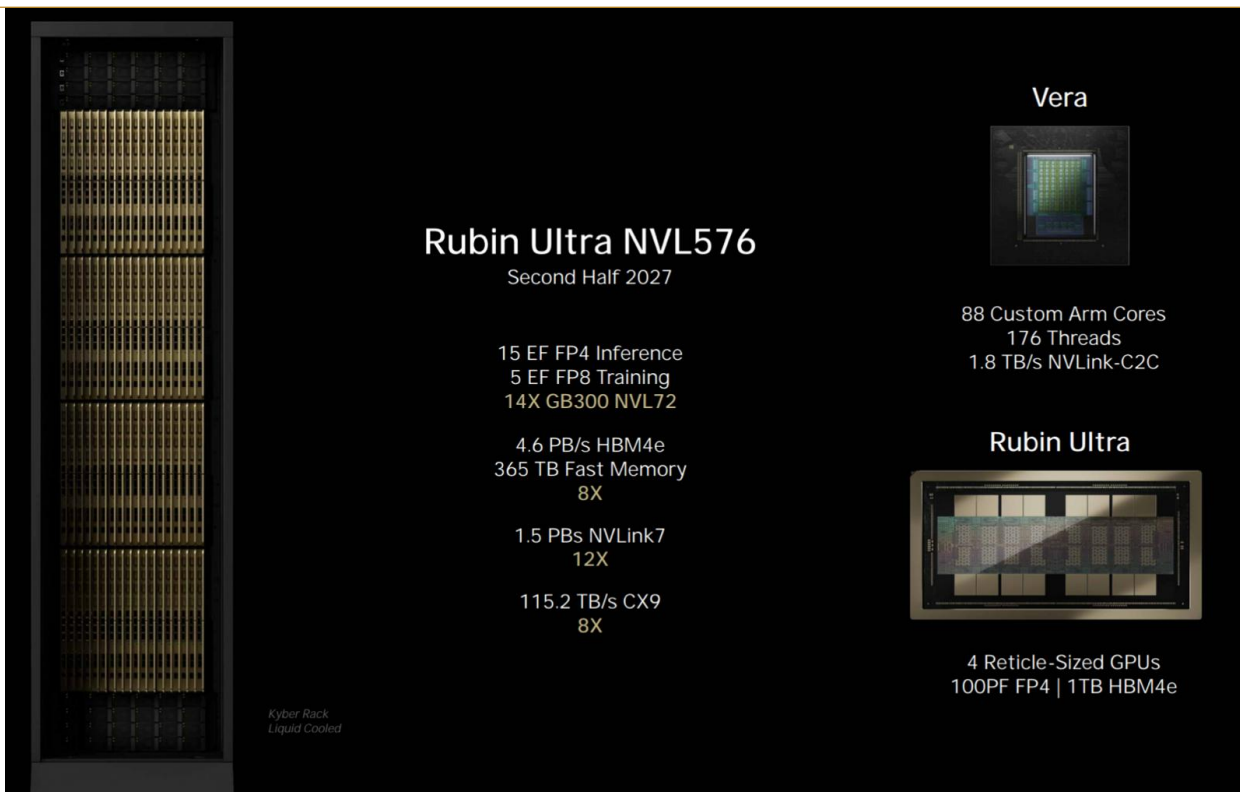 Rubin Ultra NVL576
Second Half 2027
15 EF FP4 Inference
5 EF FP8 Training
14X GB300 NVL72
4.6 PB/s HBM4e
365 TB Fast Memory
8X
1.5 PBs NVLink7
12X
115.2 TB/s CX9
8X
Kyber Rack
Liquid Cooled
Vera
88 Custom Arm Cores
176 Threads
1.8 TB/s NVLink-C2C
Rubin Ultra
4 Reticle-Sized GPUs
100PF FP4 | 1TB HBM4e